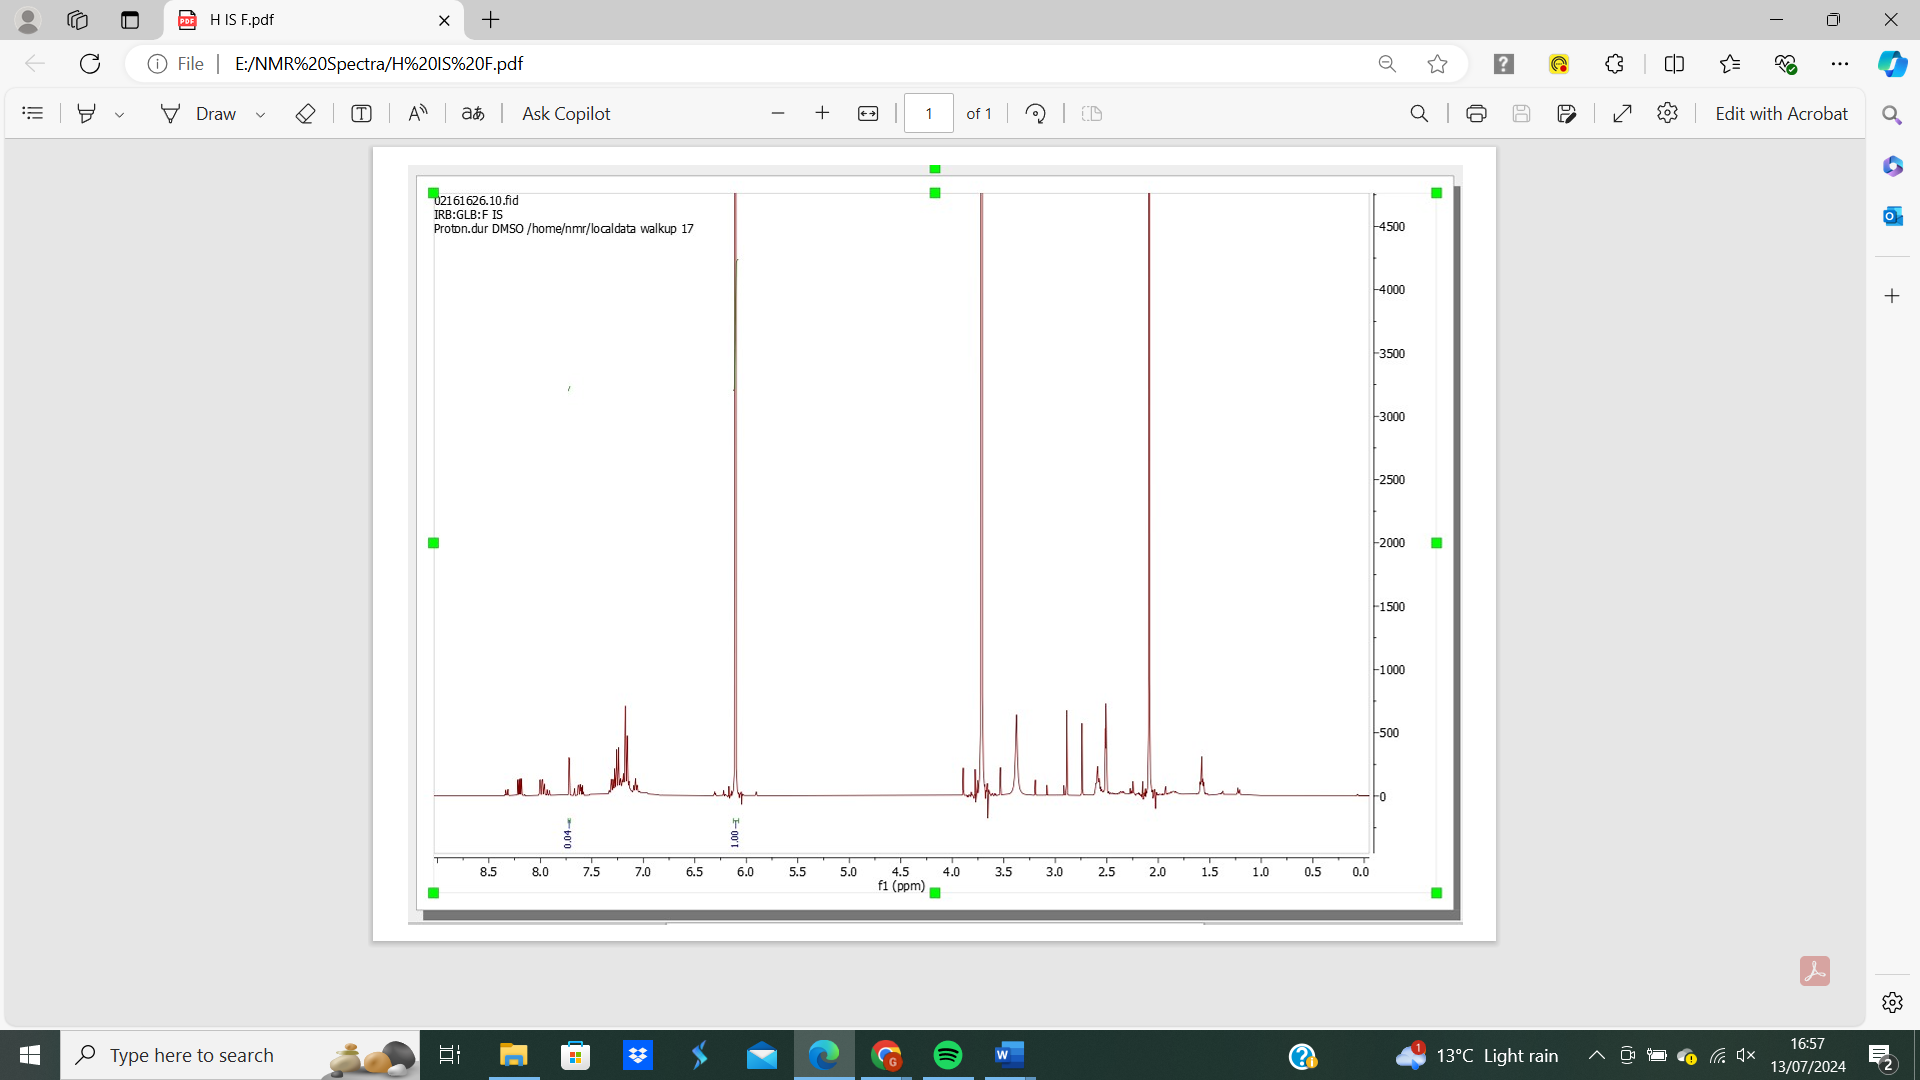 H IS F.pdf
File
E:/NMR%20Spectra/H%20IS%20F.pdf
Draw
Ask Copilot
1 of 1
Edit with Acrobat
02161626.10.fid
IRB:GLB:F IS
Proton.dur DMSO /home/nmr/localdata walkup 17
4500
4000
3500
3000
2500
2000
1500
1000
500
0
0.04
1.00
8.5 8.0 7.5 7.0 6.5 6.0 5.5 5.0 4.5 4.0 3.5 3.0 2.5 2.0 1.5 1.0 0.5 0.0
f1 (ppm)
Type here to search
1
13°C Light rain
16:57
13/07/2024
2